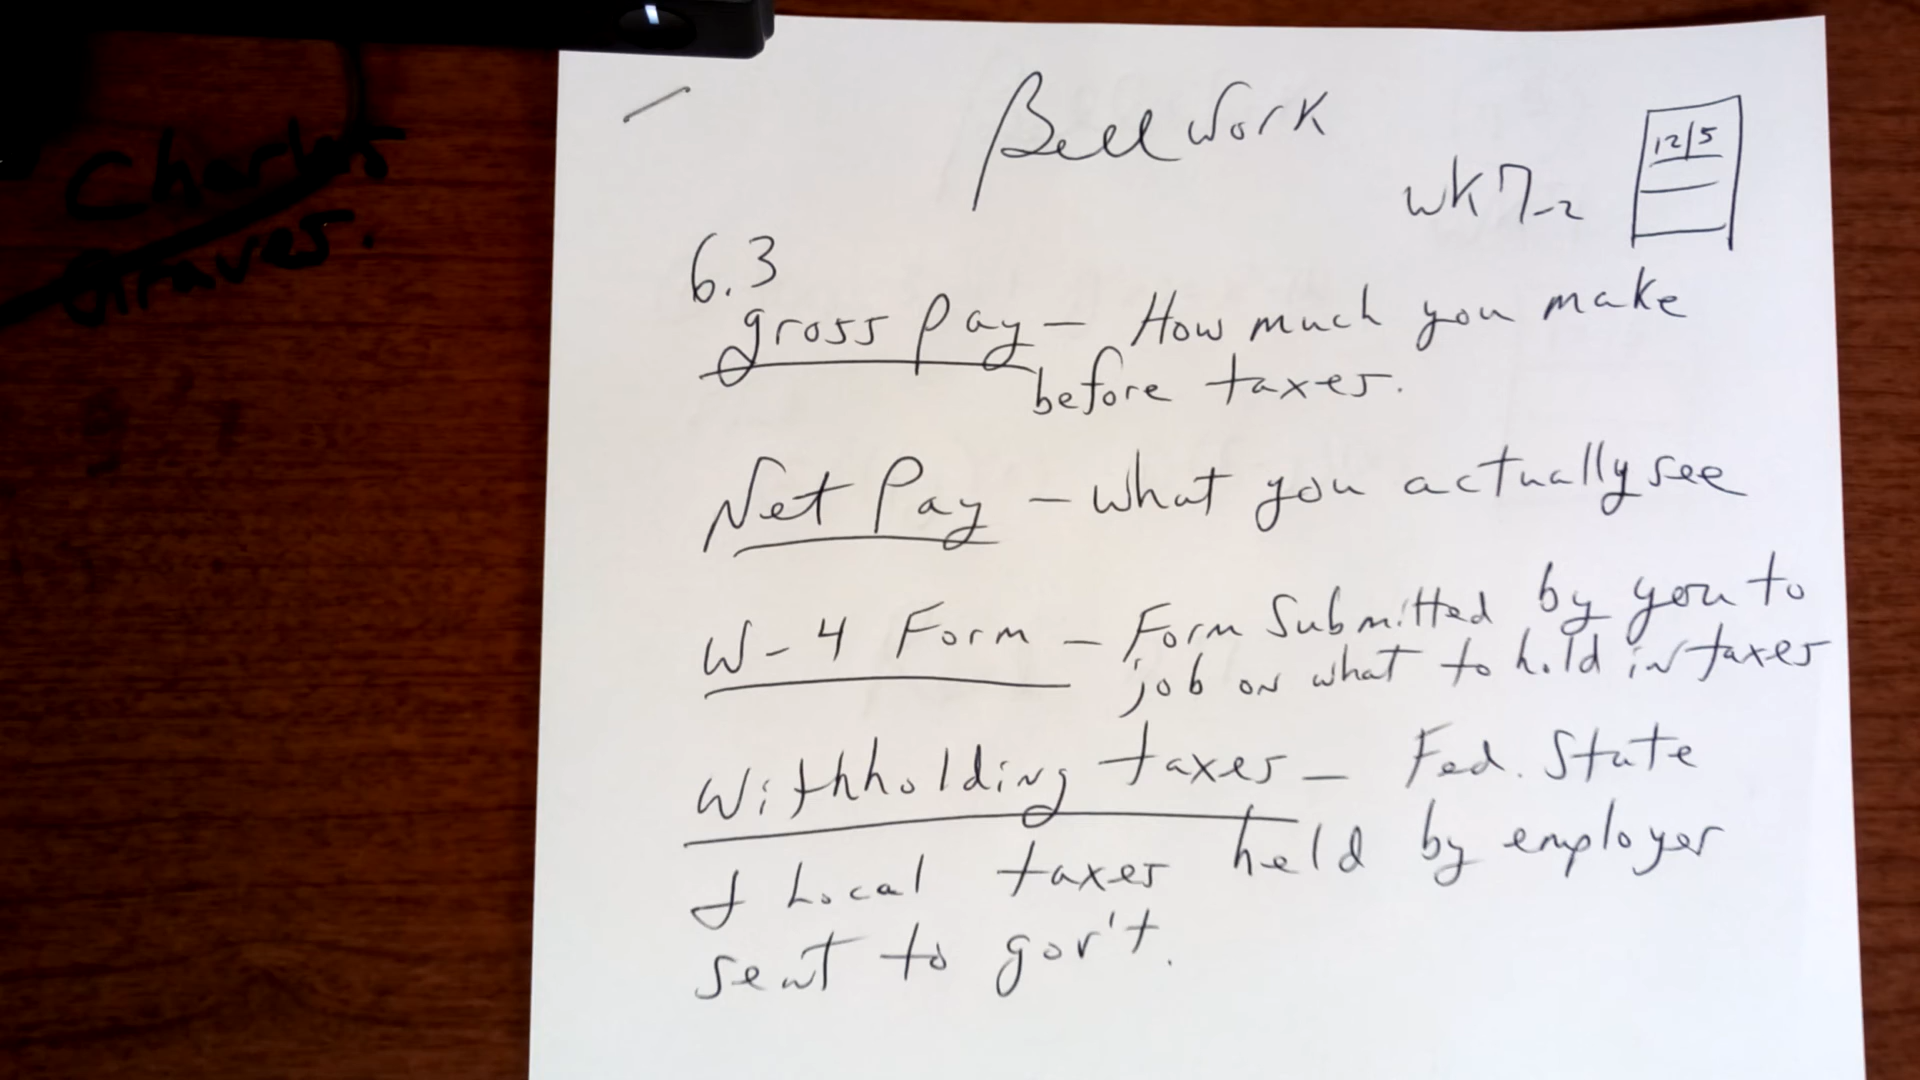 Bellwork
12/5
WK 7-2
6.3
gross Pay - How much you make
before taxes.
Net Pay - what you actually see
W-4 Form - Form Submitted by you to
job on what to hold in taxes
Withholding taxes - Fed. State
& Local taxes held by employer
sent to gov't.
Charles
Graves.